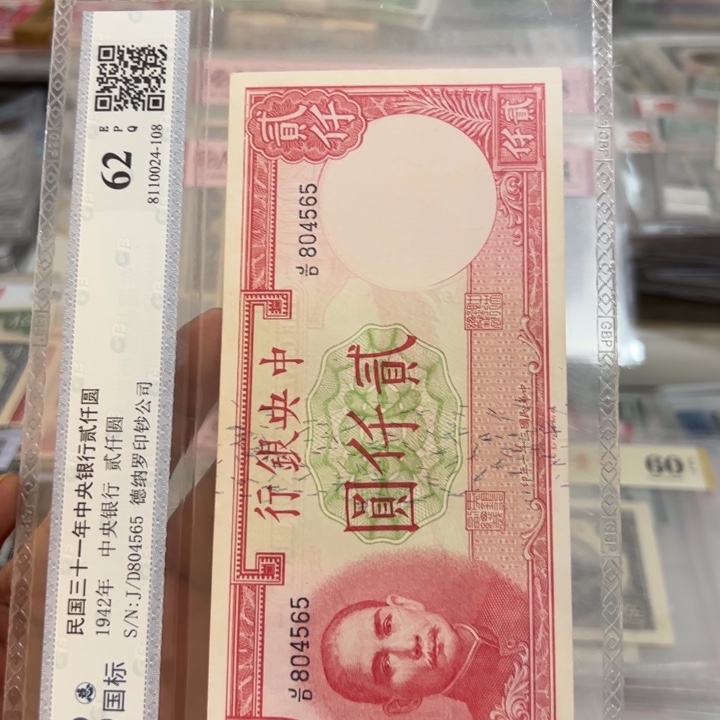 民国三十一年中央银行贰仟圆
1942年 中央银行 贰仟圆
S/N:J/D804565 德纳罗印钞公司
国标
62
EPQ
8110024-108
貳仟
貳仟
J/D 804565
中央銀行
貳仟圓
J/D 804565
60
GBP